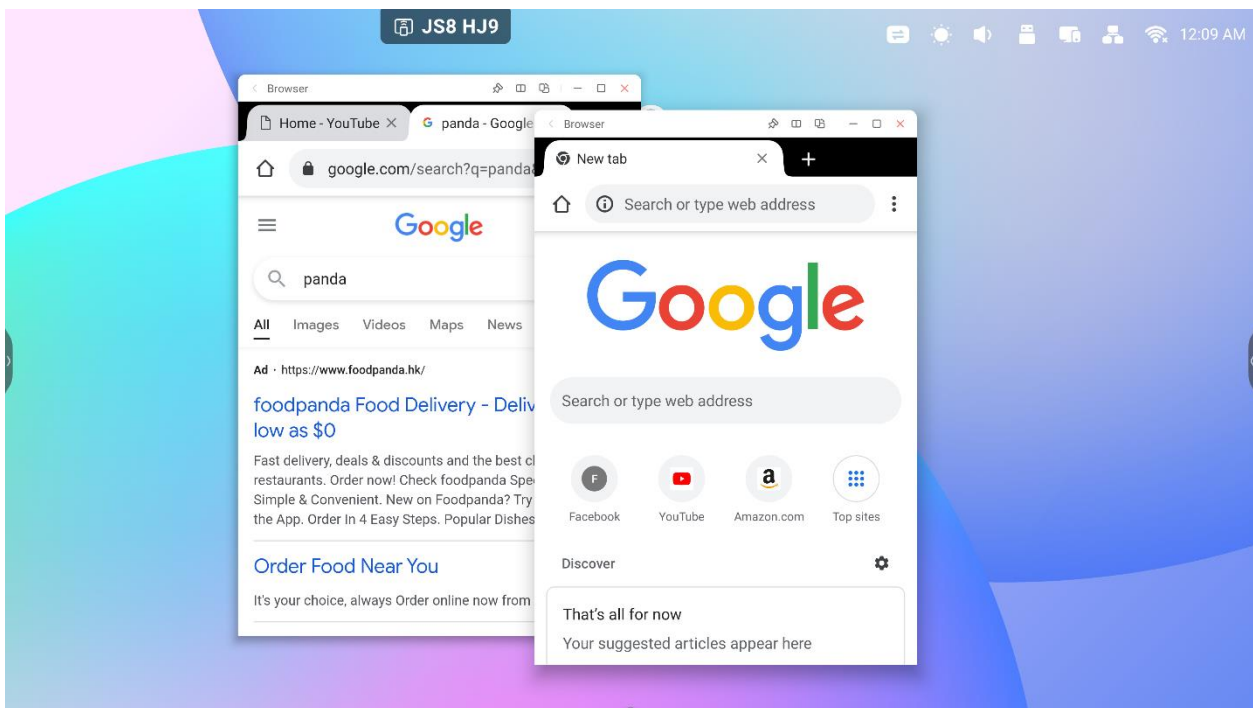 JS8 HJ9
12:09 AM
Browser
Home - YouTube
panda - Google
google.com/search?q=panda
Google
panda
All Images Videos Maps News
Ad · https://www.foodpanda.hk/
foodpanda Food Delivery - Deliv
low as $0
Fast delivery, deals & discounts and the best cl
restaurants. Order now! Check foodpanda Spe
Simple & Convenient. New on Foodpanda? Try
the App. Order In 4 Easy Steps. Popular Dishes
Order Food Near You
It's your choice, always Order online now from
Browser
New tab
Search or type web address
Google
Search or type web address
F
a
Facebook YouTube Amazon.com Top sites
Discover
That's all for now
Your suggested articles appear here